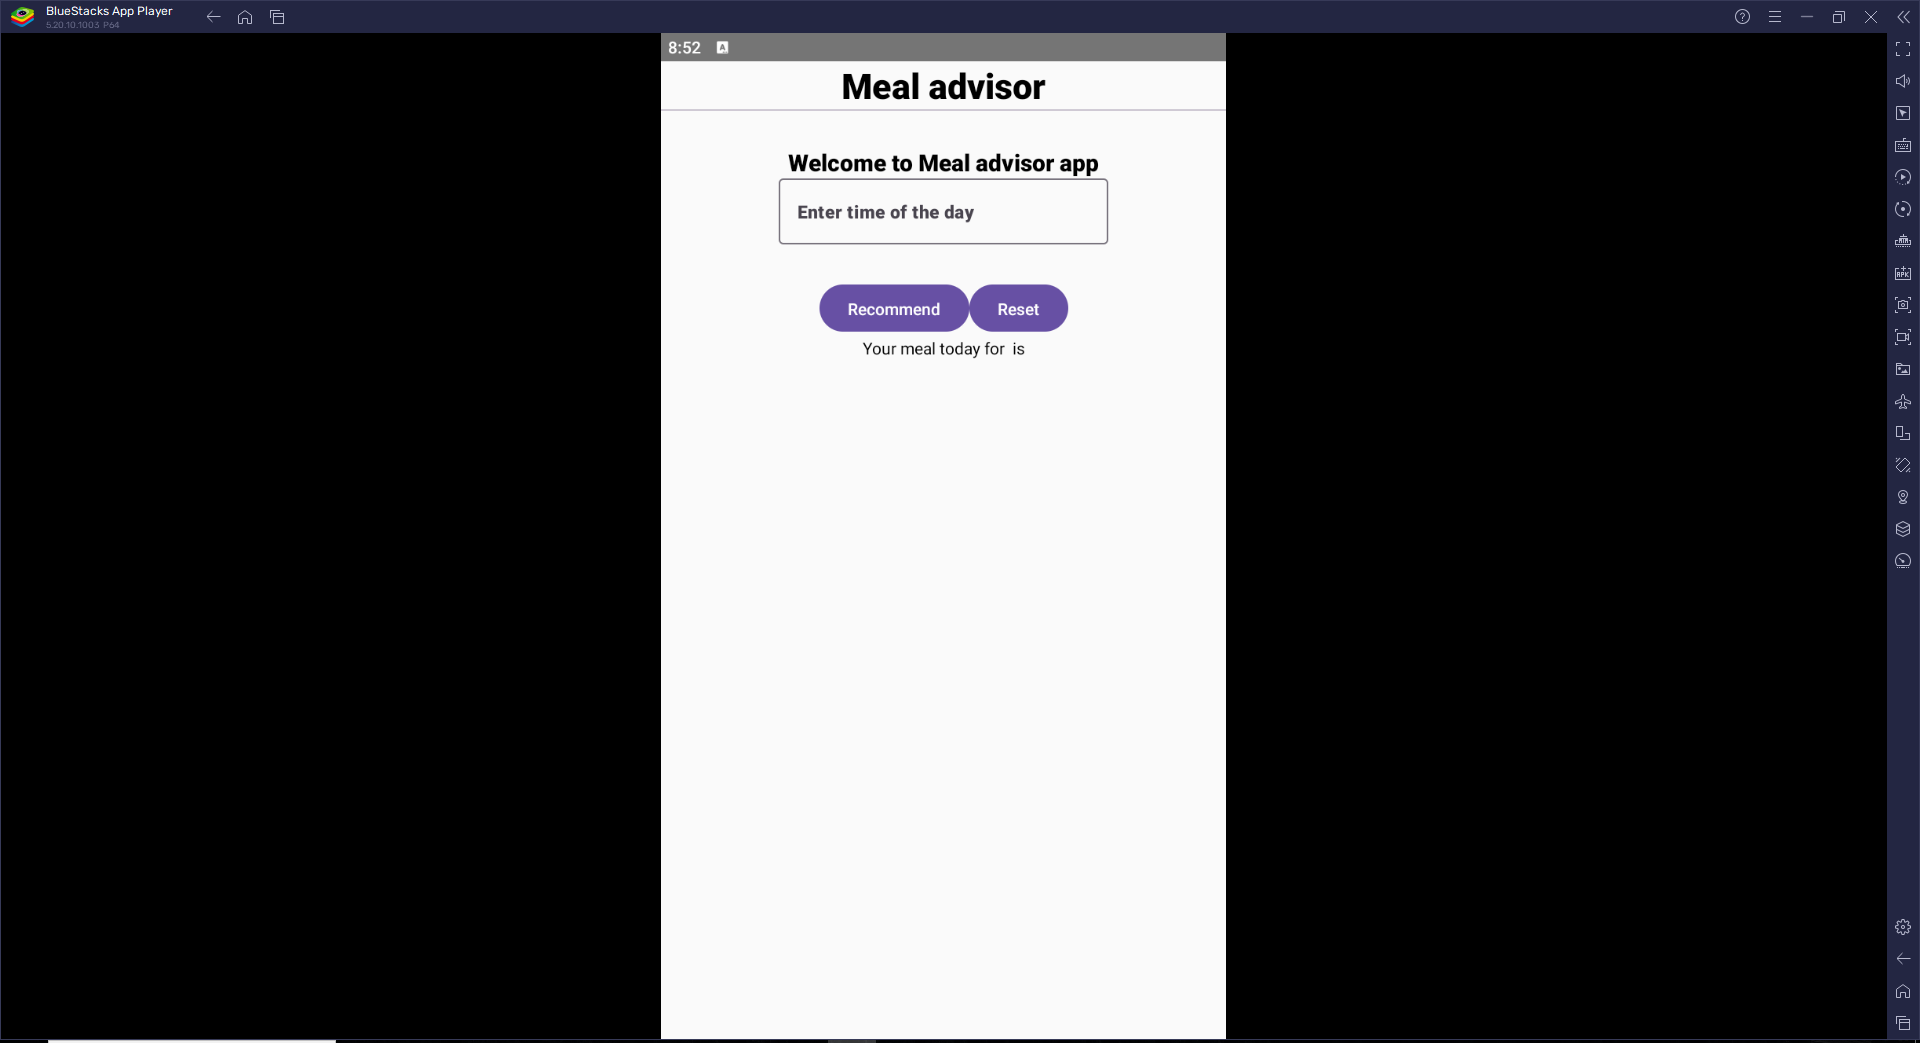 BlueStacks App Player
5.20.10.1003 P64
8:52
Meal advisor
Welcome to Meal advisor app
Enter time of the day
Recommend Reset
Your meal today for  is